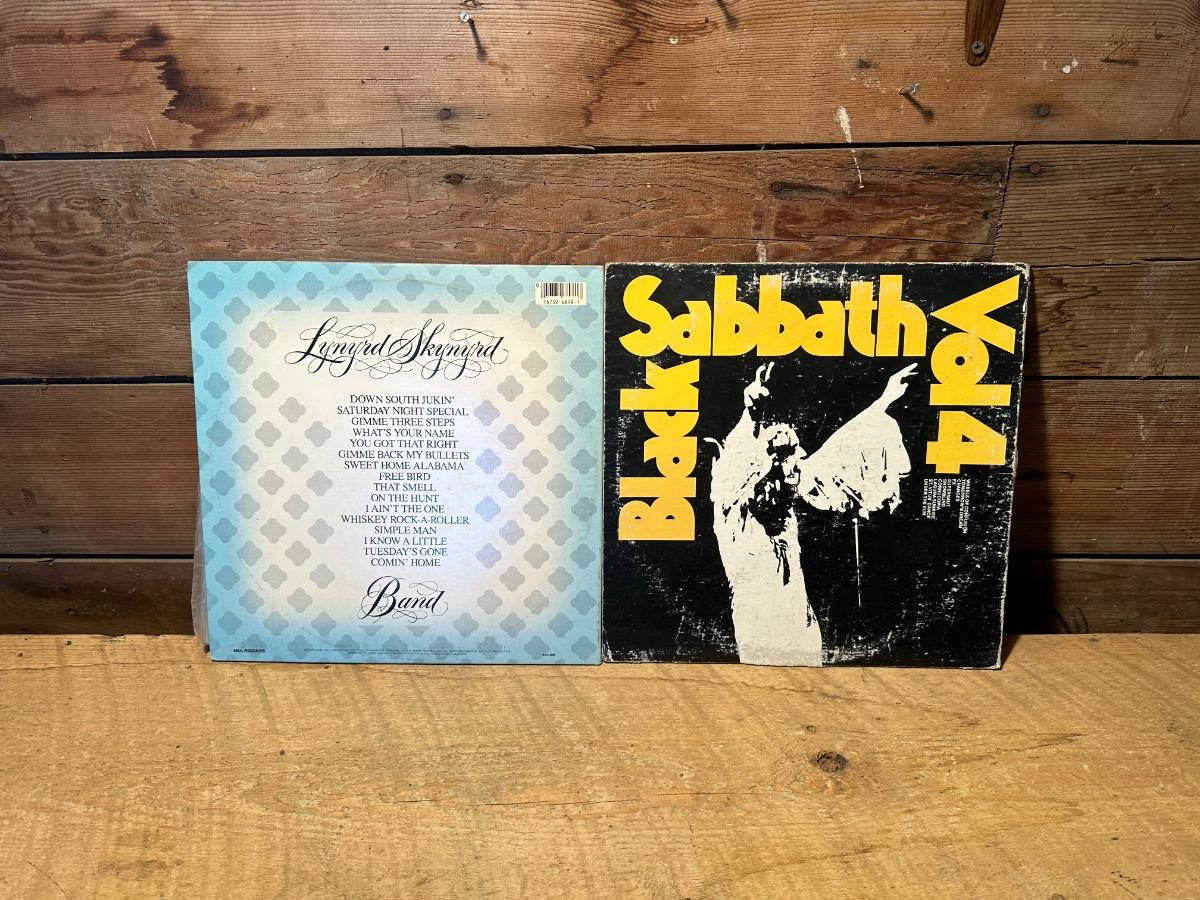 Lynyrd Skynyrd
DOWN SOUTH JUKIN'
SATURDAY NIGHT SPECIAL
GIMME THREE STEPS
WHAT'S YOUR NAME
YOU GOT THAT RIGHT
GIMME BACK MY BULLETS
SWEET HOME ALABAMA
FREE BIRD
THAT SMELL
ON THE HUNT
I AIN'T THE ONE
WHISKEY ROCK-A-ROLLER
SIMPLE MAN
I KNOW A LITTLE
TUESDAY'S GONE
COMIN' HOME
Band
MCA RECORDS
Black
Sabbath
Vol 4